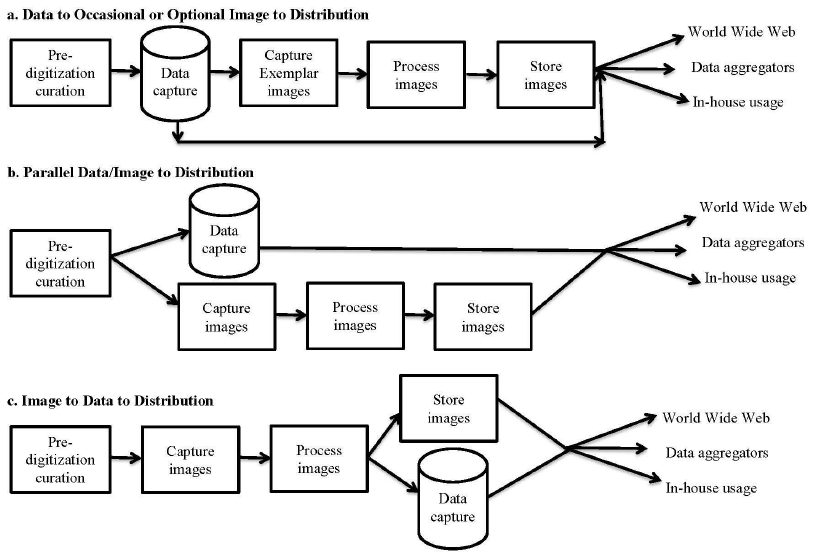 a. Data to Occasional or Optional Image to Distribution
Pre-
digitization
curation
Data
capture
Capture
Exemplar
images
Process
images
Store
images
World Wide Web
Data aggregators
In-house usage
b. Parallel Data/Image to Distribution
Pre-
digitization
curation
Data
capture
Capture
images
Process
images
Store
images
World Wide Web
Data aggregators
In-house usage
c. Image to Data to Distribution
Pre-
digitization
curation
Capture
images
Process
images
Store
images
Data
capture
World Wide Web
Data aggregators
In-house usage